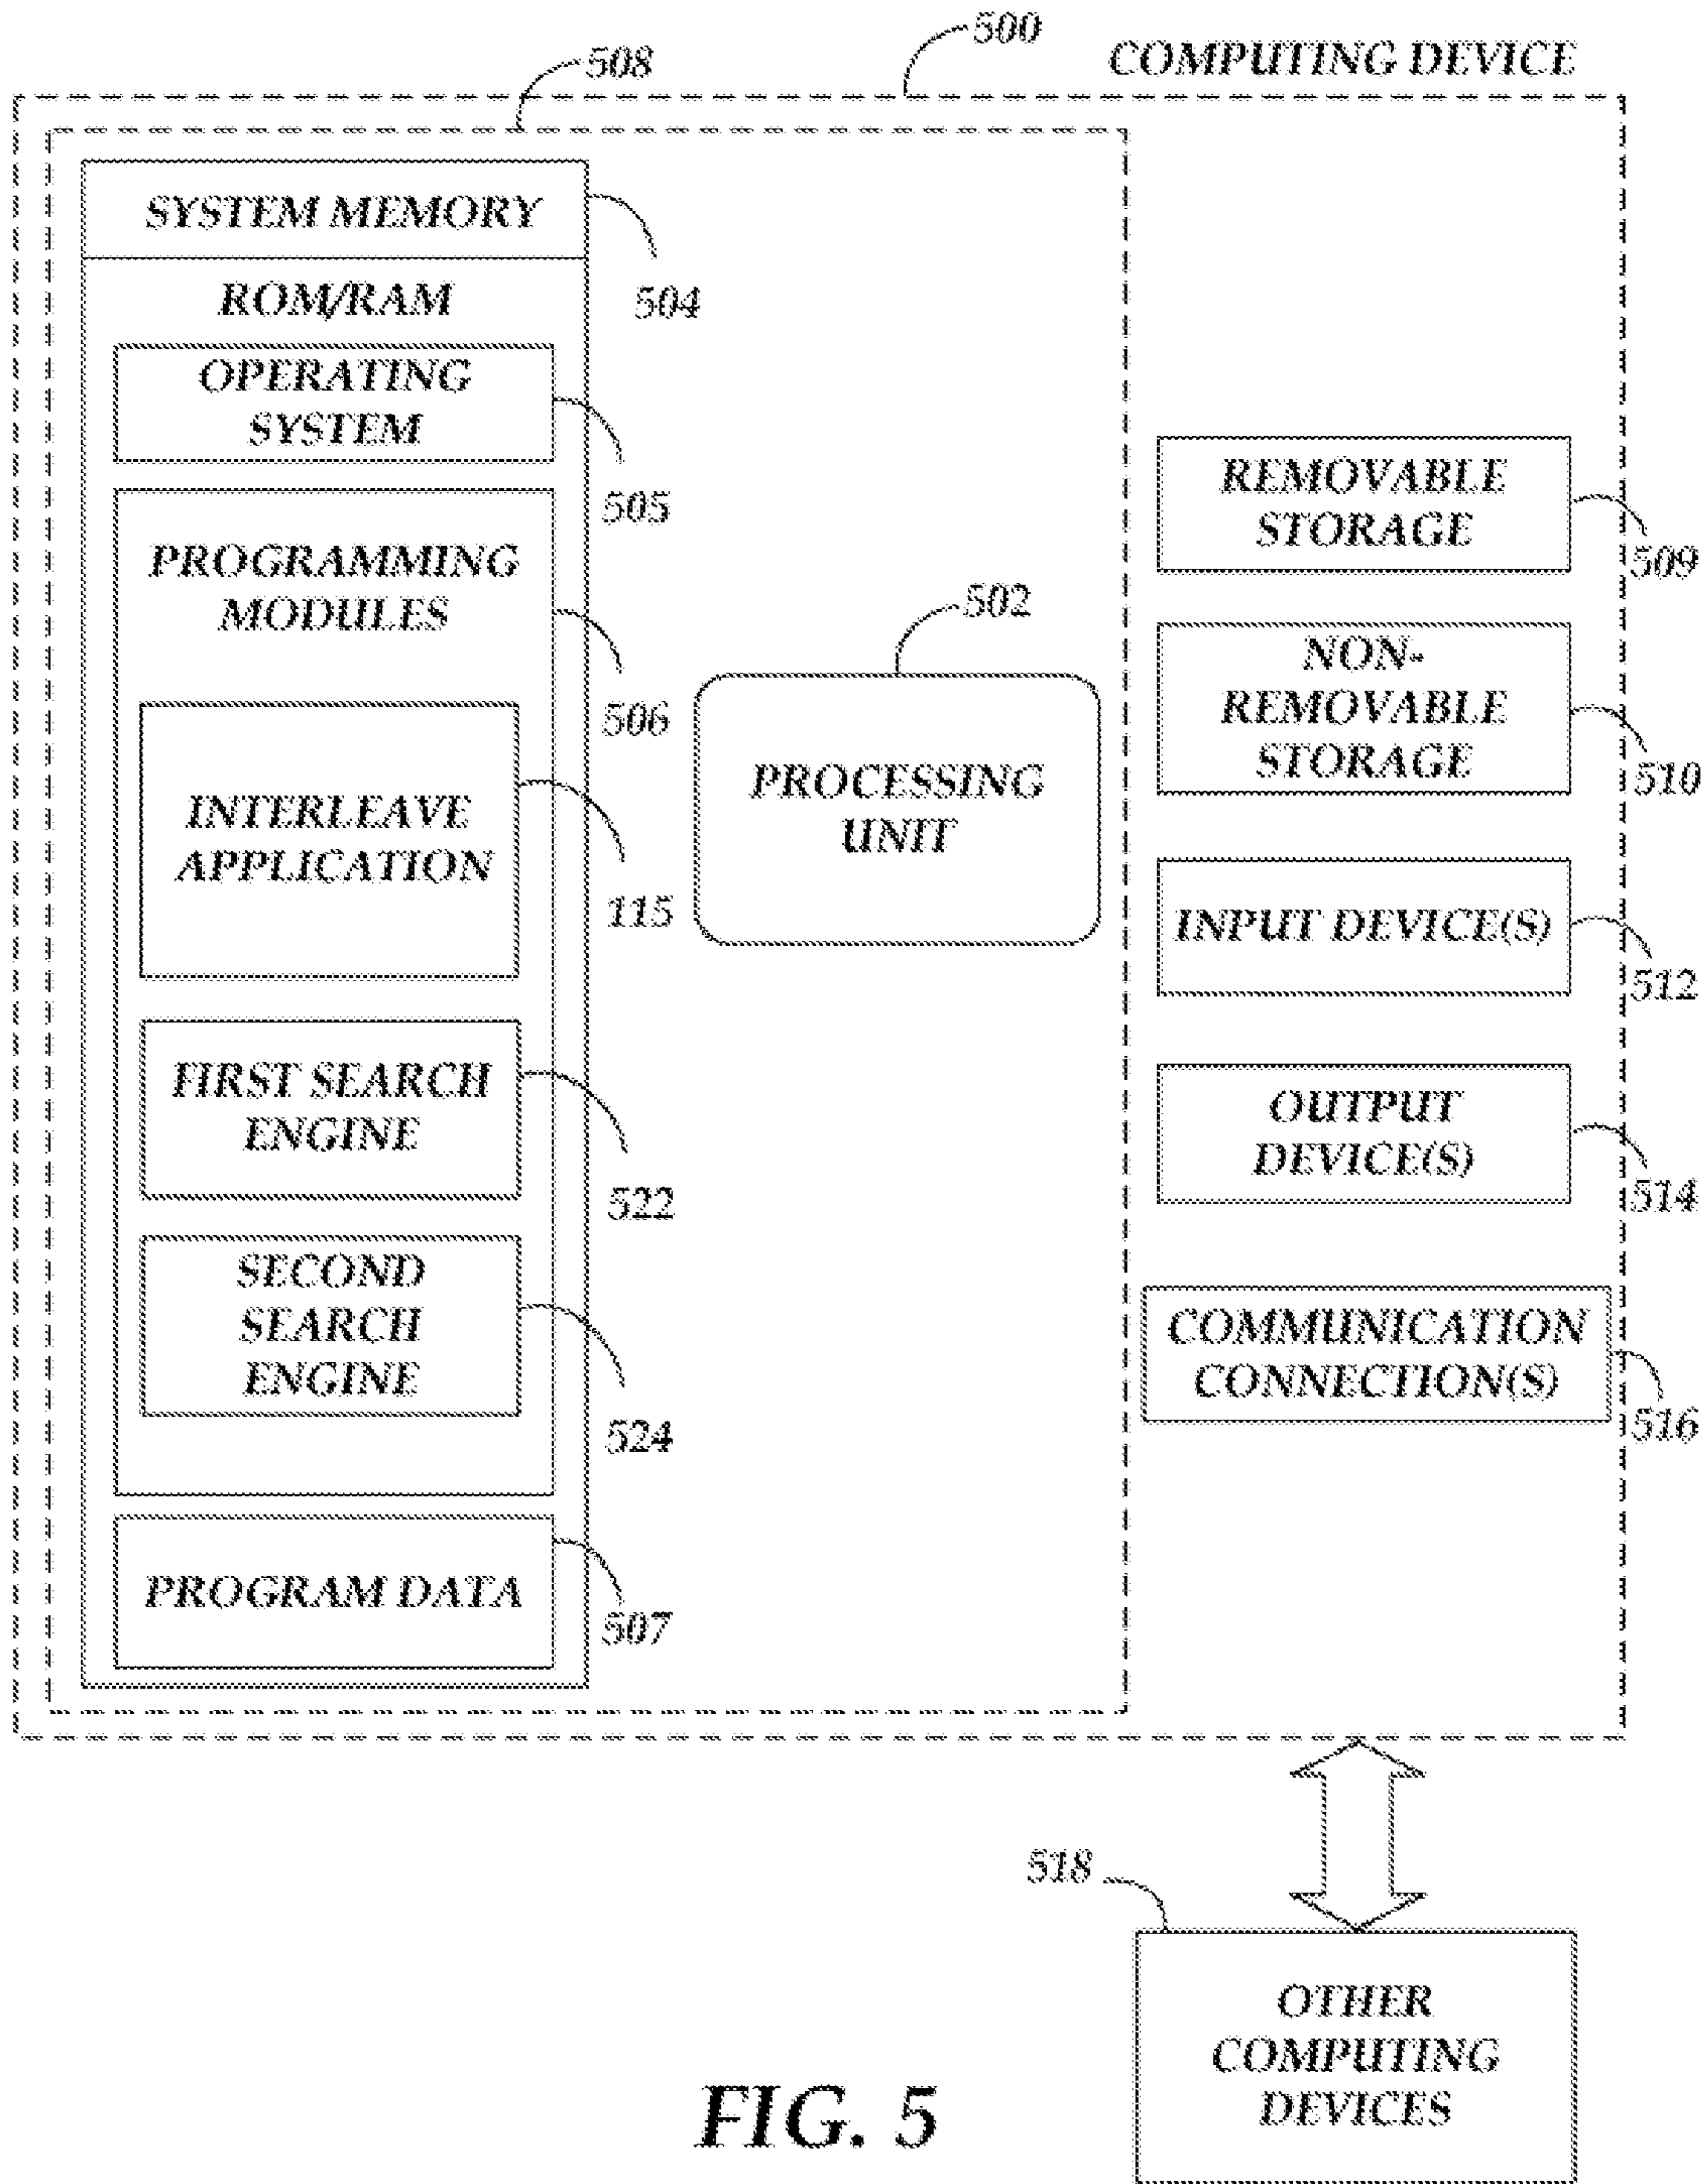 500
COMPUTING DEVICE
508
SYSTEM MEMORY
504
ROM/RAM
OPERATING
SYSTEM
505
PROGRAMMING
MODULES
506
INTERLEAVE
APPLICATION
115
FIRST SEARCH
ENGINE
522
SECOND
SEARCH
ENGINE
524
PROGRAM DATA
507
502
PROCESSING
UNIT
REMOVABLE
STORAGE
509
NON-
REMOVABLE
STORAGE
510
INPUT DEVICE(S)
512
OUTPUT
DEVICE(S)
514
COMMUNICATION
CONNECTION(S)
516
518
OTHER
COMPUTING
DEVICES
FIG. 5